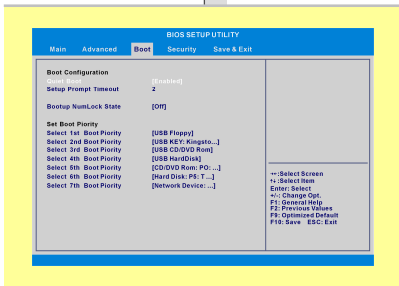 BIOS SETUP UTILITY
Main Advanced Boot Security Save & Exit
Boot Configuration
Quiet Boot [Enabled]
Setup Prompt Timeout 2
Bootup NumLock State [Off]
Set Boot Piority
Select 1st Boot Piority [USB Floppy]
Select 2nd Boot Piority [USB KEY: Kingsto...]
Select 3rd Boot Piority [USB CD/DVD Rom]
Select 4th Boot Piority [USB HardDisk]
Select 5th Boot Piority [CD/DVD Rom: PO: ...]
Select 6th Boot Piority [Hard Disk: P5: T ...]
Select 7th Boot Piority [Network Device: ...]
→←:Select Screen
↑↓:Select Item
Enter: Select
+/-: Change Opt.
F1: General Help
F2: Previous Values
F9: Optimized Default
F10: Save ESC: Exit